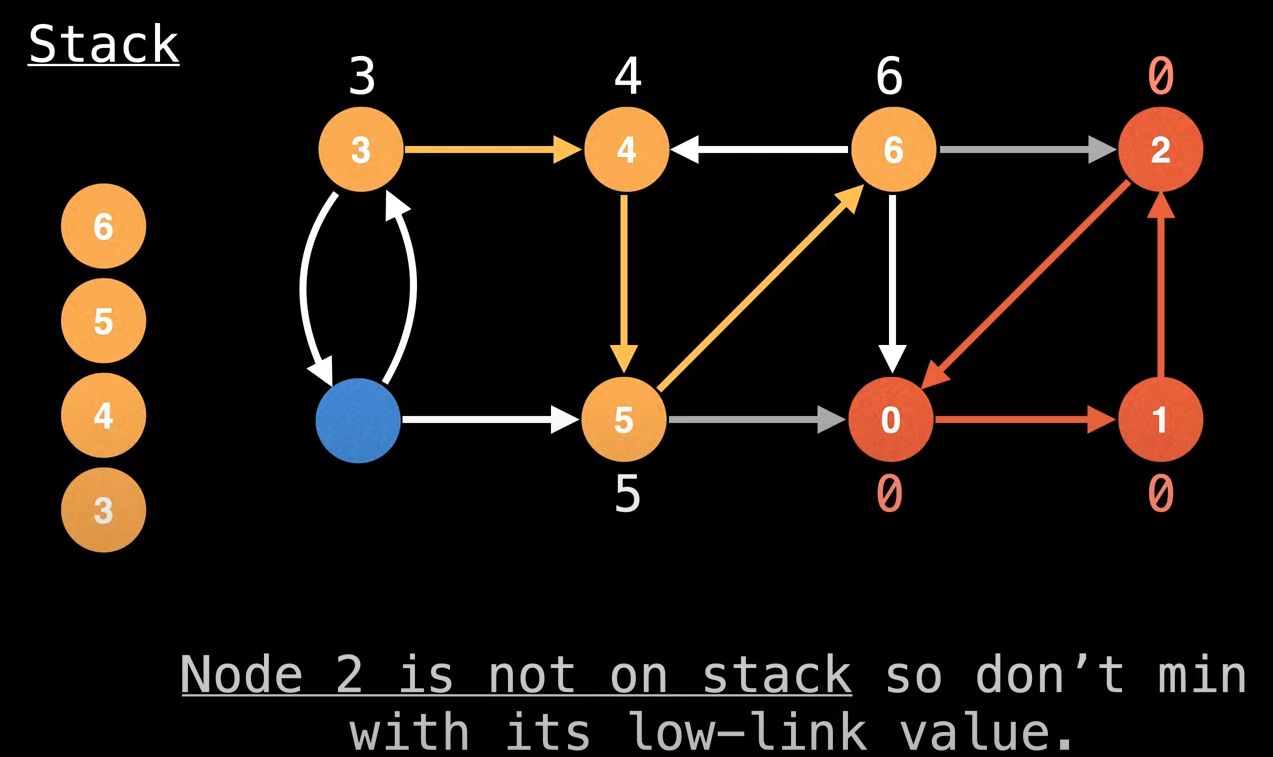 Stack
3 4 6 0
3 4 6 2
6
5
4
3
5 0 1
5 0 0
Node 2 is not on stack so don’t min
with its low-link value.